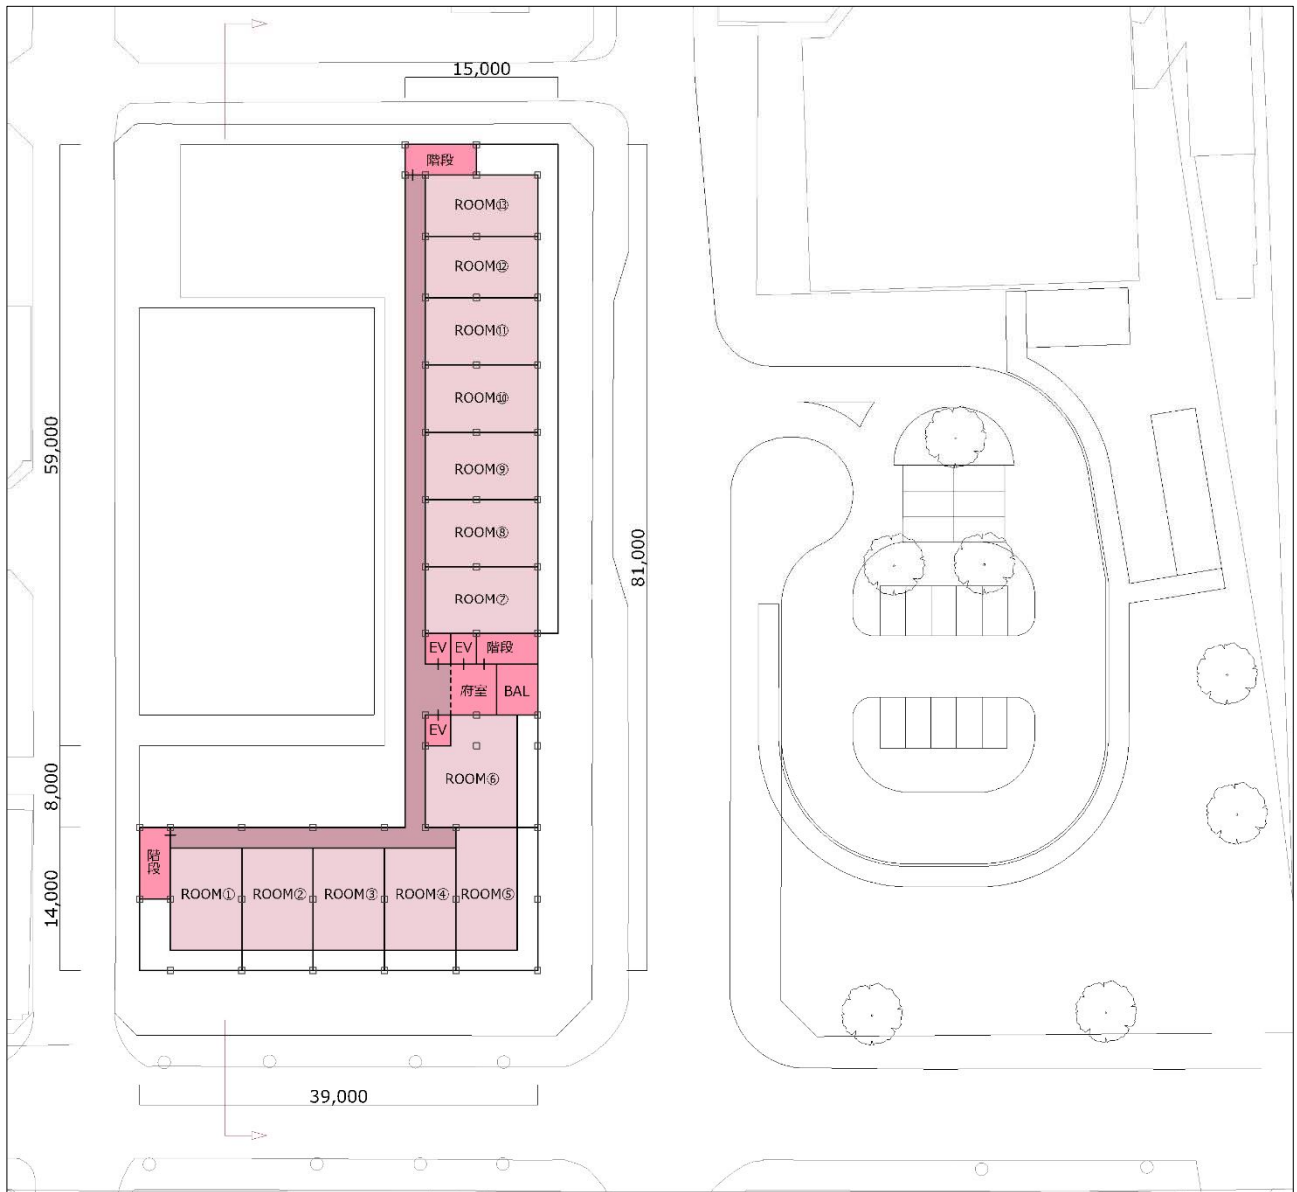 15,000
階段
ROOM⑬
ROOM⑫
ROOM⑪
ROOM⑩
59,000
ROOM⑨
ROOM⑧
81,000
ROOM⑦
EV
EV
階段
府室
BAL
EV
ROOM⑥
8,000
階段
14,000
ROOM①
ROOM②
ROOM③
ROOM④
ROOM⑤
39,000